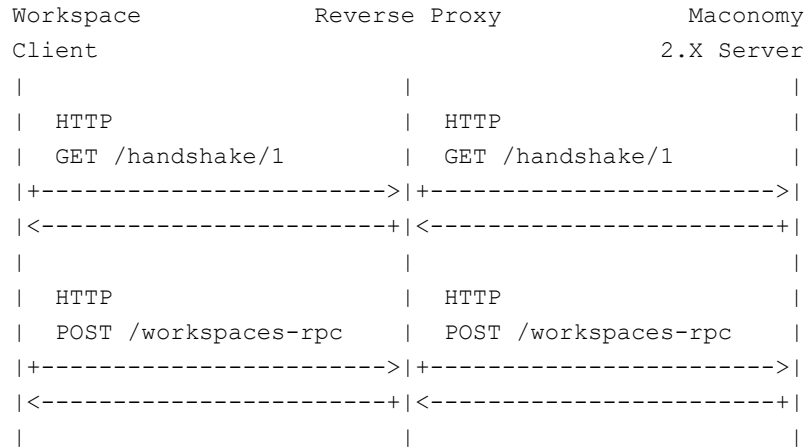 Workspace           Reverse Proxy             Maconomy
Client                                      2.X Server
|                          |                         |
|  HTTP                    |  HTTP                   |
|  GET /handshake/1        |  GET /handshake/1       |
|+------------------------>|+------------------------>|
|<------------------------+|<------------------------+|
|                          |                         |
|  HTTP                    |  HTTP                   |
|  POST /workspaces-rpc    |  POST /workspaces-rpc   |
|+------------------------>|+------------------------>|
|<------------------------+|<------------------------+|
|                          |                         |